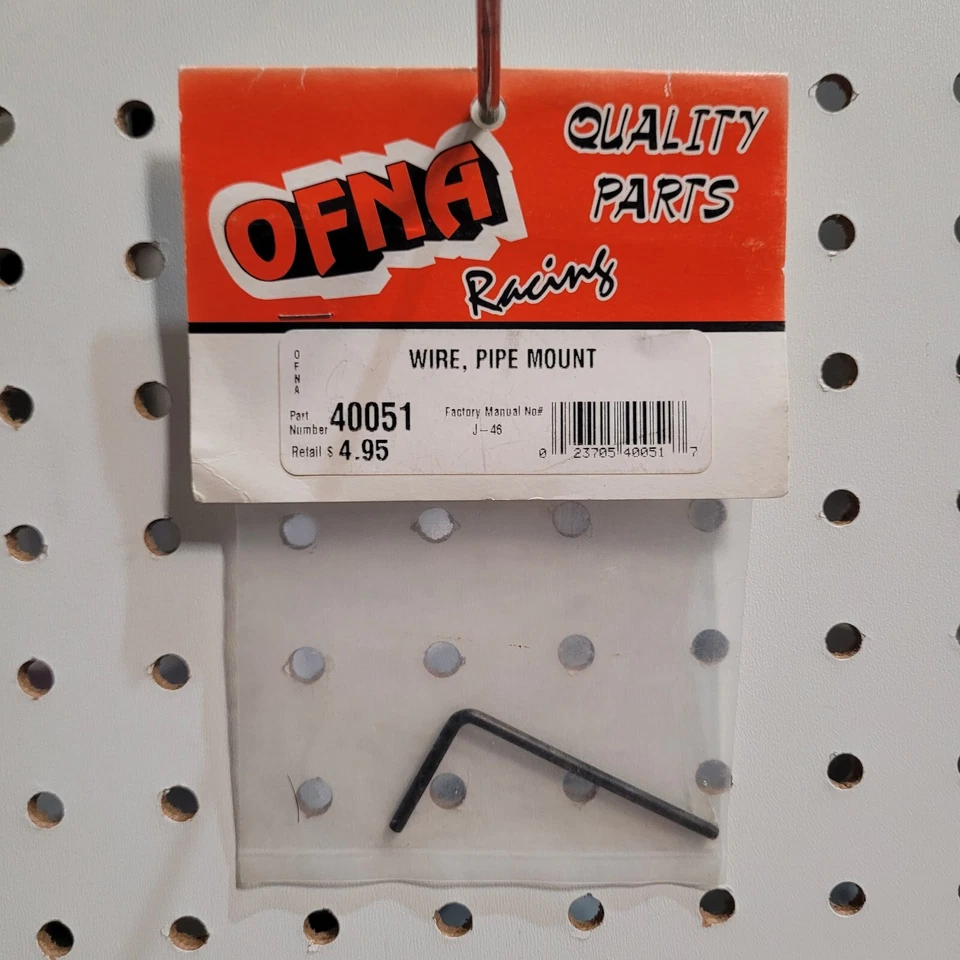 OFNA
Racing
QUALITY
PARTS
OFNA
WIRE, PIPE MOUNT
Part
Number 40051
Factory Manual No#
J-46
Retail $ 4.95
0 23705 40051 7